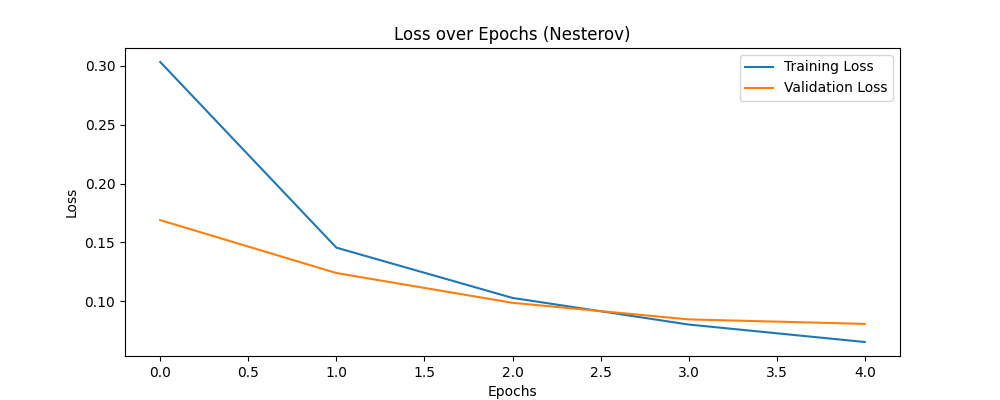 Loss over Epochs (Nesterov)
Training Loss
Validation Loss
Loss
0.30
0.25
0.20
0.15
0.10
0.0 0.5 1.0 1.5 2.0 2.5 3.0 3.5 4.0
Epochs